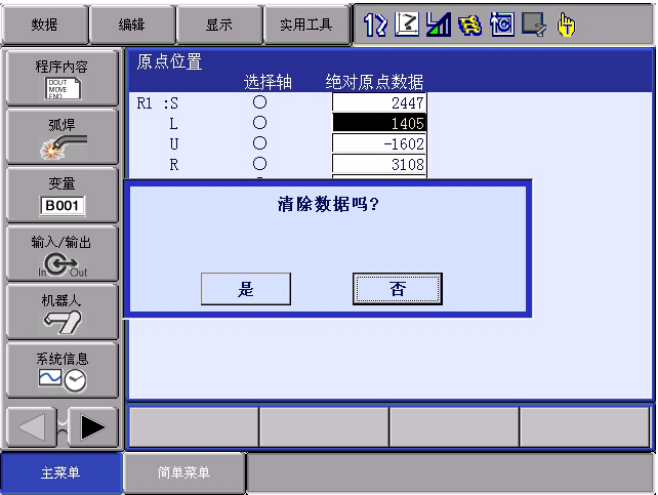 数据 编辑 显示 实用工具
程序内容
DOUT
MOVE
END
弧焊
变量
B001
输入/输出
In Out
机器人
系统信息
主菜单 简单菜单
原点位置
选择轴 绝对原点数据
R1 :S 2447
L 1405
U -1602
R 3108
清除数据吗?
是 否